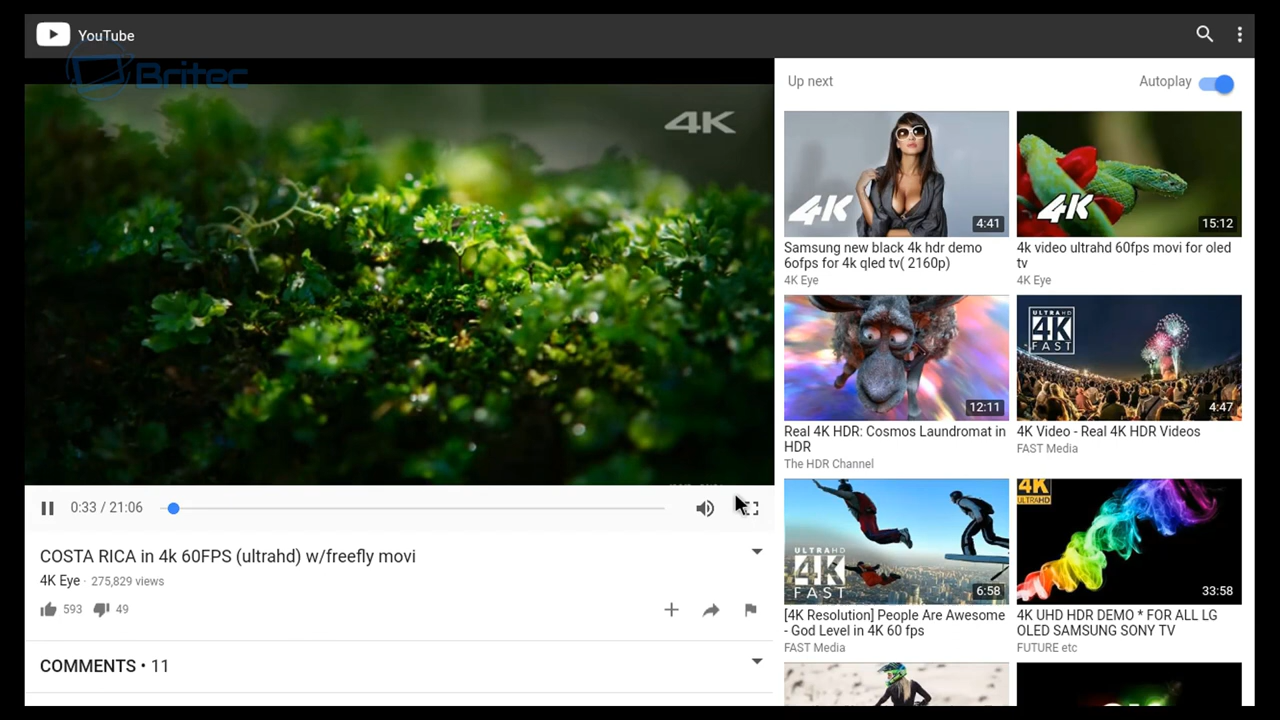 YouTube
Britec
4K
0:33 / 21:06
COSTA RICA in 4k 60FPS (ultrahd) w/freefly movi
4K Eye · 275,829 views
593 49
COMMENTS • 11
Up next
Autoplay
4K
4:41
Samsung new black 4k hdr demo
6ofps for 4k qled tv( 2160p)
4K Eye
4K
15:12
4k video ultrahd 60fps movi for oled
tv
4K Eye
12:11
Real 4K HDR: Cosmos Laundromat in
HDR
The HDR Channel
ULTRAHD
4K
FAST
4:47
4K Video - Real 4K HDR Videos
FAST Media
ULTRAHD
4K
FAST
6:58
[4K Resolution] People Are Awesome
- God Level in 4K 60 fps
FAST Media
4K
ULTRAHD
33:58
4K UHD HDR DEMO * FOR ALL LG
OLED SAMSUNG SONY TV
FUTURE etc